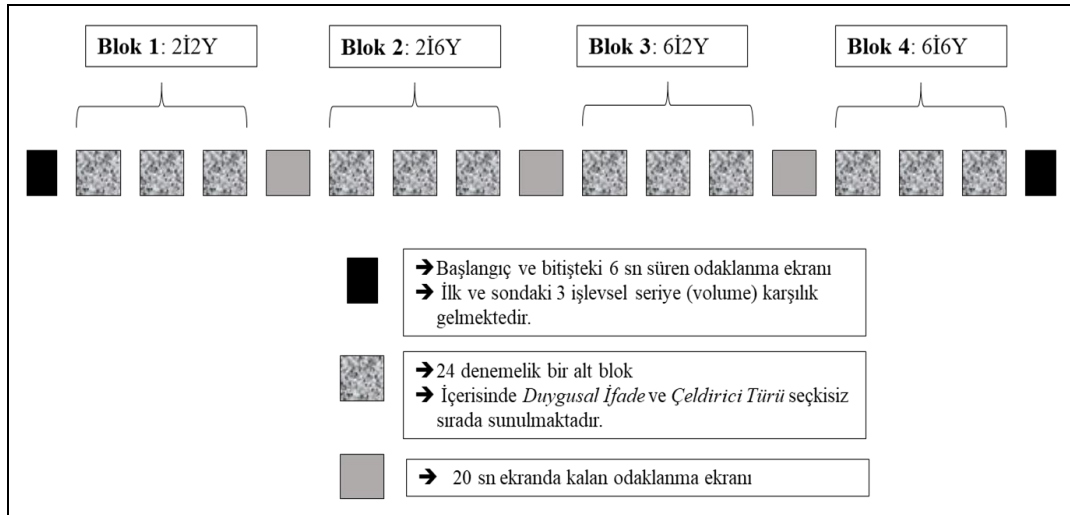 Blok 1: 2İ2Y
Blok 2: 2İ6Y
Blok 3: 6İ2Y
Blok 4: 6İ6Y
➔Başlangıç ve bitişteki 6 sn süren odaklanma ekranı
➔ İlk ve sondaki 3 işlevsel seriye (volume) karşılık
gelmektedir.
➔24 denemelik bir alt blok
➔ İçerisinde Duygusal İfade ve Çeldirici Türü seçkisiz
sırada sunulmaktadır.
➔ 20 sn ekranda kalan odaklanma ekranı